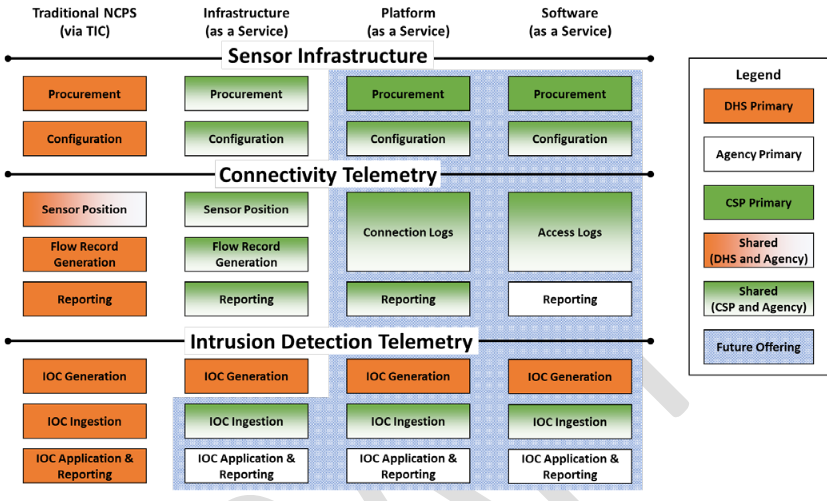 Traditional NCPS
(via TIC)
Infrastructure
(as a Service)
Platform
(as a Service)
Software
(as a Service)
Sensor Infrastructure
Procurement
Procurement
Procurement
Procurement
Configuration
Configuration
Configuration
Configuration
Connectivity Telemetry
Sensor Position
Sensor Position
Connection Logs
Access Logs
Flow Record
Generation
Flow Record
Generation
Reporting
Reporting
Reporting
Reporting
Intrusion Detection Telemetry
IOC Generation
IOC Generation
IOC Generation
IOC Generation
IOC Ingestion
IOC Ingestion
IOC Ingestion
IOC Ingestion
IOC Application &
Reporting
IOC Application &
Reporting
IOC Application &
Reporting
IOC Application &
Reporting
Legend
DHS Primary
Agency Primary
CSP Primary
Shared
(DHS and Agency)
Shared
(CSP and Agency)
Future Offering